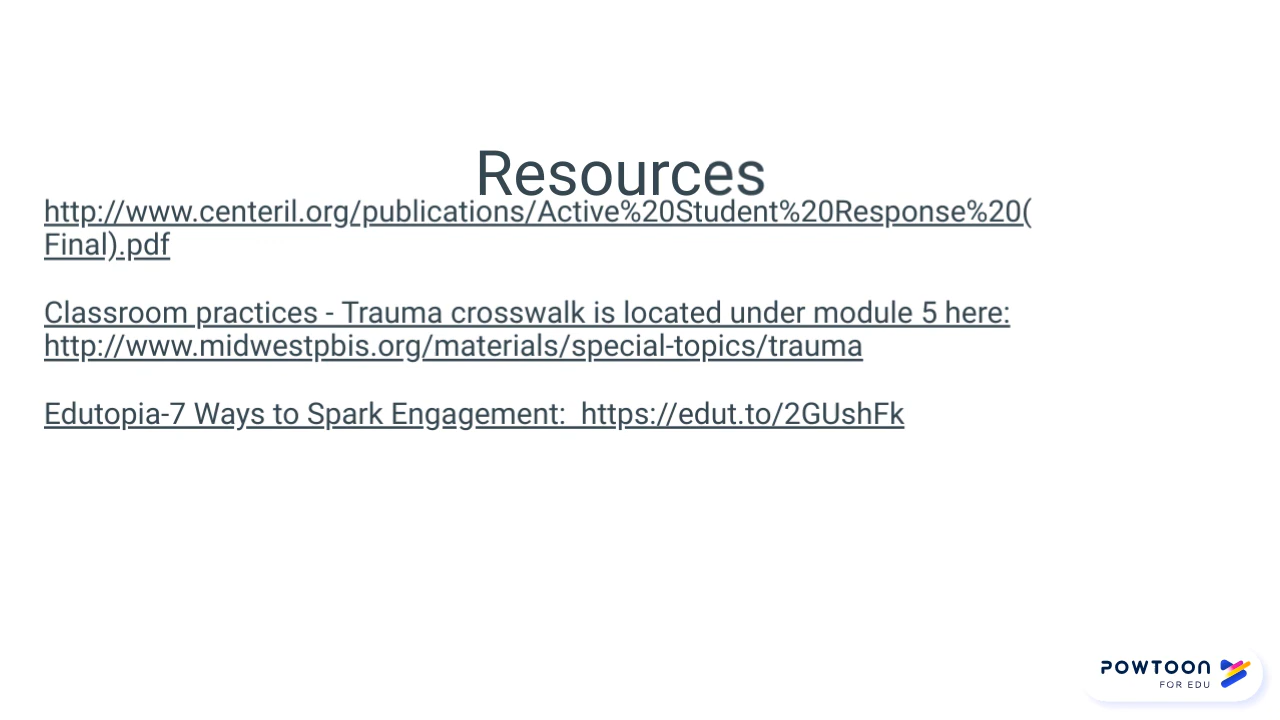 Resources
http://www.centeril.org/publications/Active%20Student%20Response%20(
Final).pdf
Classroom practices - Trauma crosswalk is located under module 5 here:
http://www.midwestpbis.org/materials/special-topics/trauma
Edutopia-7 Ways to Spark Engagement:  https://edut.to/2GUshFk
POWTOON
FOR EDU